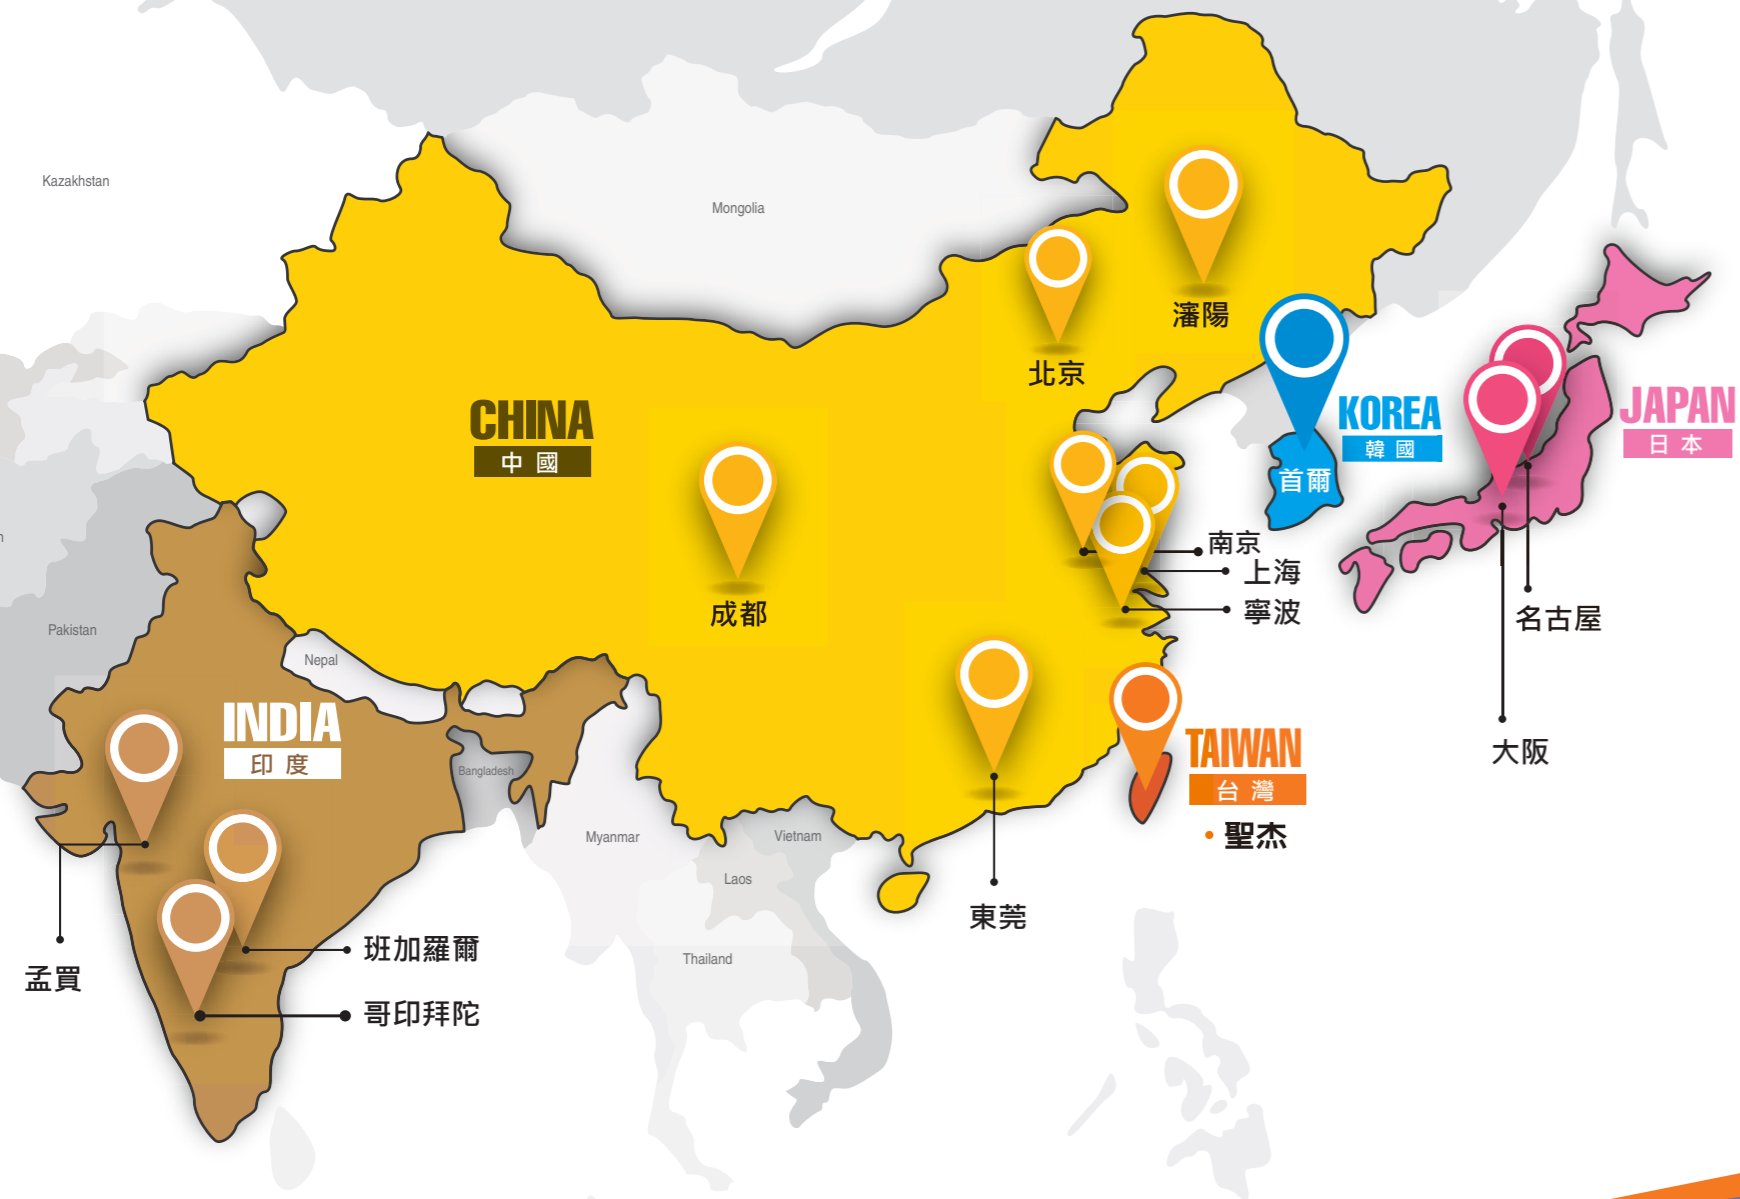 Kazakhstan
Mongolia
瀋陽
北京
CHINA
中國
KOREA
韓國
首爾
JAPAN
日本
南京
上海
寧波
成都
名古屋
大阪
Pakistan
Nepal
INDIA
印度
Bangladesh
Myanmar
Vietnam
Laos
Thailand
TAIWAN
台灣
•聖杰
東莞
孟買
班加羅爾
哥印拜陀